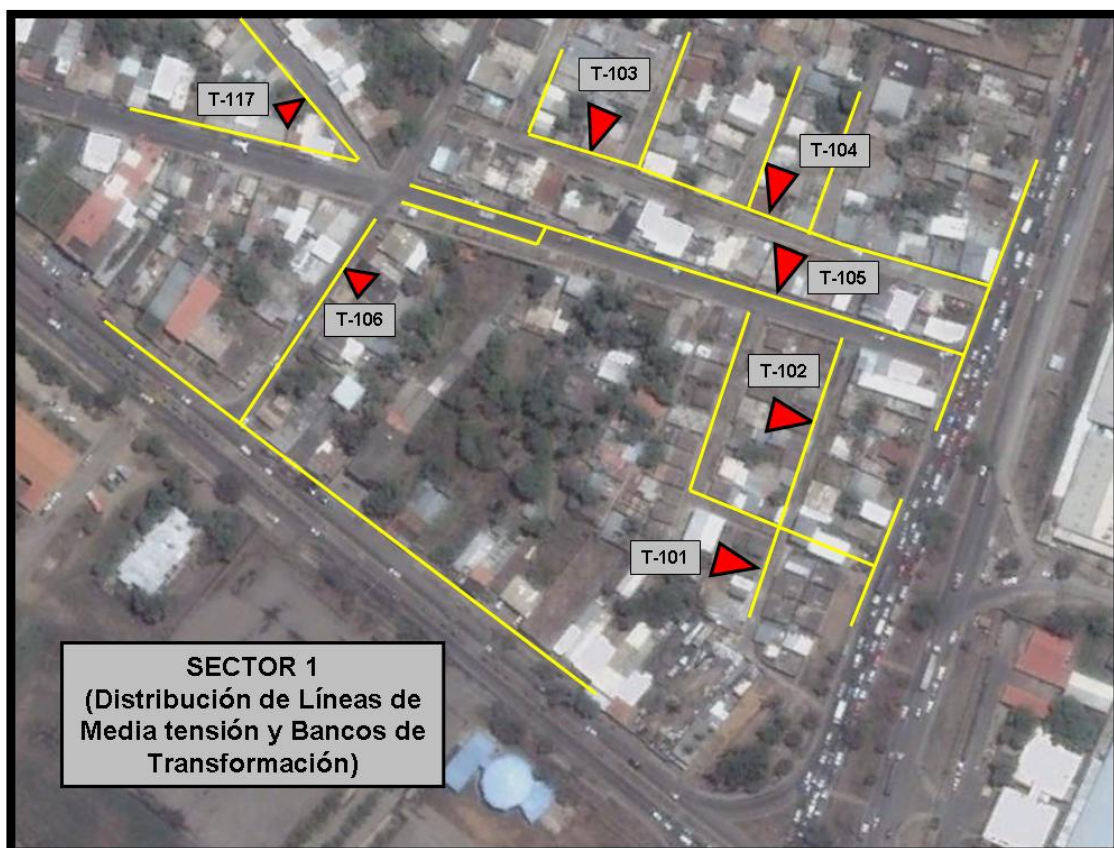 T-117
T-103
T-104
T-105
T-106
T-102
T-101
SECTOR 1
(Distribución de Líneas de
Media tensión y Bancos de
Transformación)